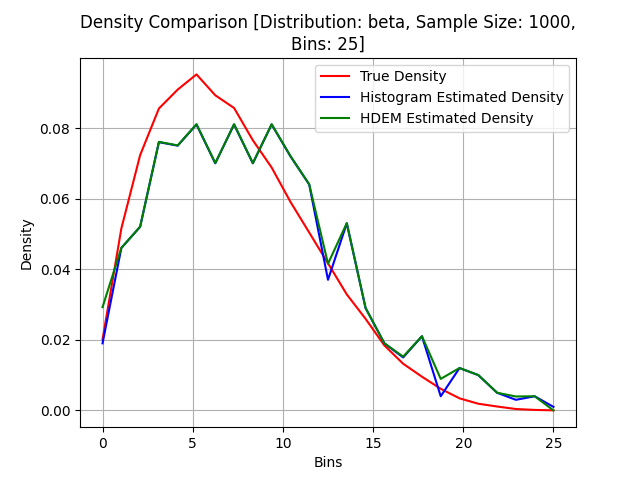 Density Comparison [Distribution: beta, Sample Size: 1000,
Bins: 25]
True Density
Histogram Estimated Density
HDEM Estimated Density
Density
0.08
0.06
0.04
0.02
0.00
0 5 10 15 20 25
Bins